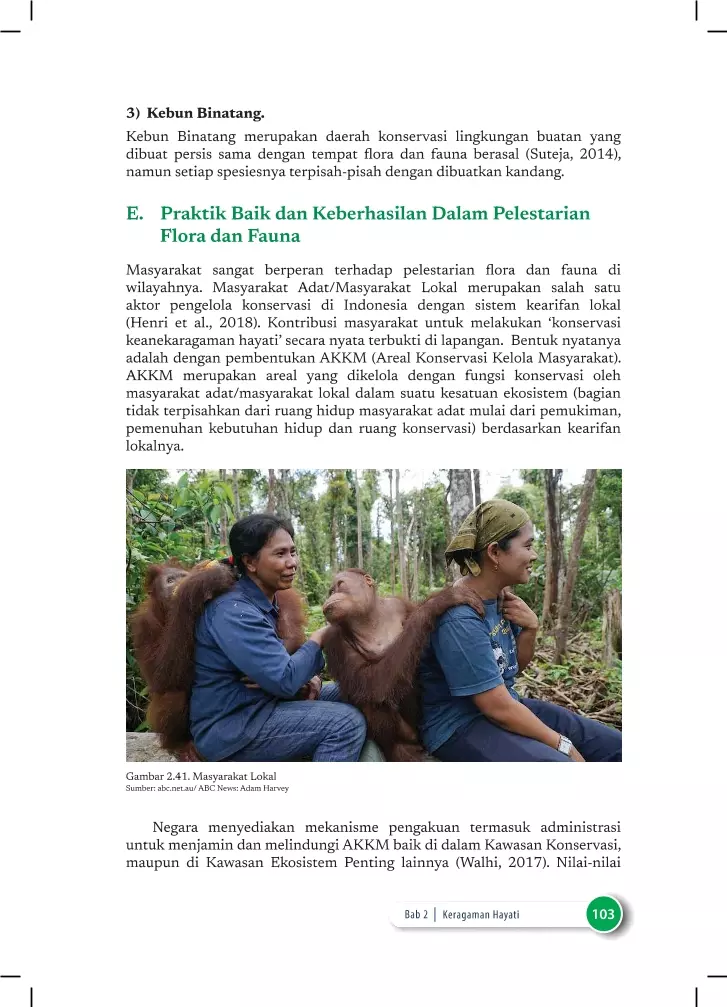 3) Kebun Binatang.
Kebun Binatang merupakan daerah konservasi lingkungan buatan yang
dibuat persis sama dengan tempat flora dan fauna berasal (Suteja, 2014),
namun setiap spesiesnya terpisah-pisah dengan dibuatkan kandang.
E. Praktik Baik dan Keberhasilan Dalam Pelestarian
Flora dan Fauna
Masyarakat sangat berperan terhadap pelestarian flora dan fauna di
wilayahnya. Masyarakat Adat/Masyarakat Lokal merupakan salah satu
aktor pengelola konservasi di Indonesia dengan sistem kearifan lokal
(Henri et al., 2018). Kontribusi masyarakat untuk melakukan ‘konservasi
keanekaragaman hayati’ secara nyata terbukti di lapangan. Bentuk nyatanya
adalah dengan pembentukan AKKM (Areal Konservasi Kelola Masyarakat).
AKKM merupakan areal yang dikelola dengan fungsi konservasi oleh
masyarakat adat/masyarakat lokal dalam suatu kesatuan ekosistem (bagian
tidak terpisahkan dari ruang hidup masyarakat adat mulai dari pemukiman,
pemenuhan kebutuhan hidup dan ruang konservasi) berdasarkan kearifan
lokalnya.
Gambar 2.41. Masyarakat Lokal
Sumber: abc.net.au/ ABC News: Adam Harvey
Negara menyediakan mekanisme pengakuan termasuk administrasi
untuk menjamin dan melindungi AKKM baik di dalam Kawasan Konservasi,
maupun di Kawasan Ekosistem Penting lainnya (Walhi, 2017). Nilai-nilai
Bab 2 | Keragaman Hayati 103